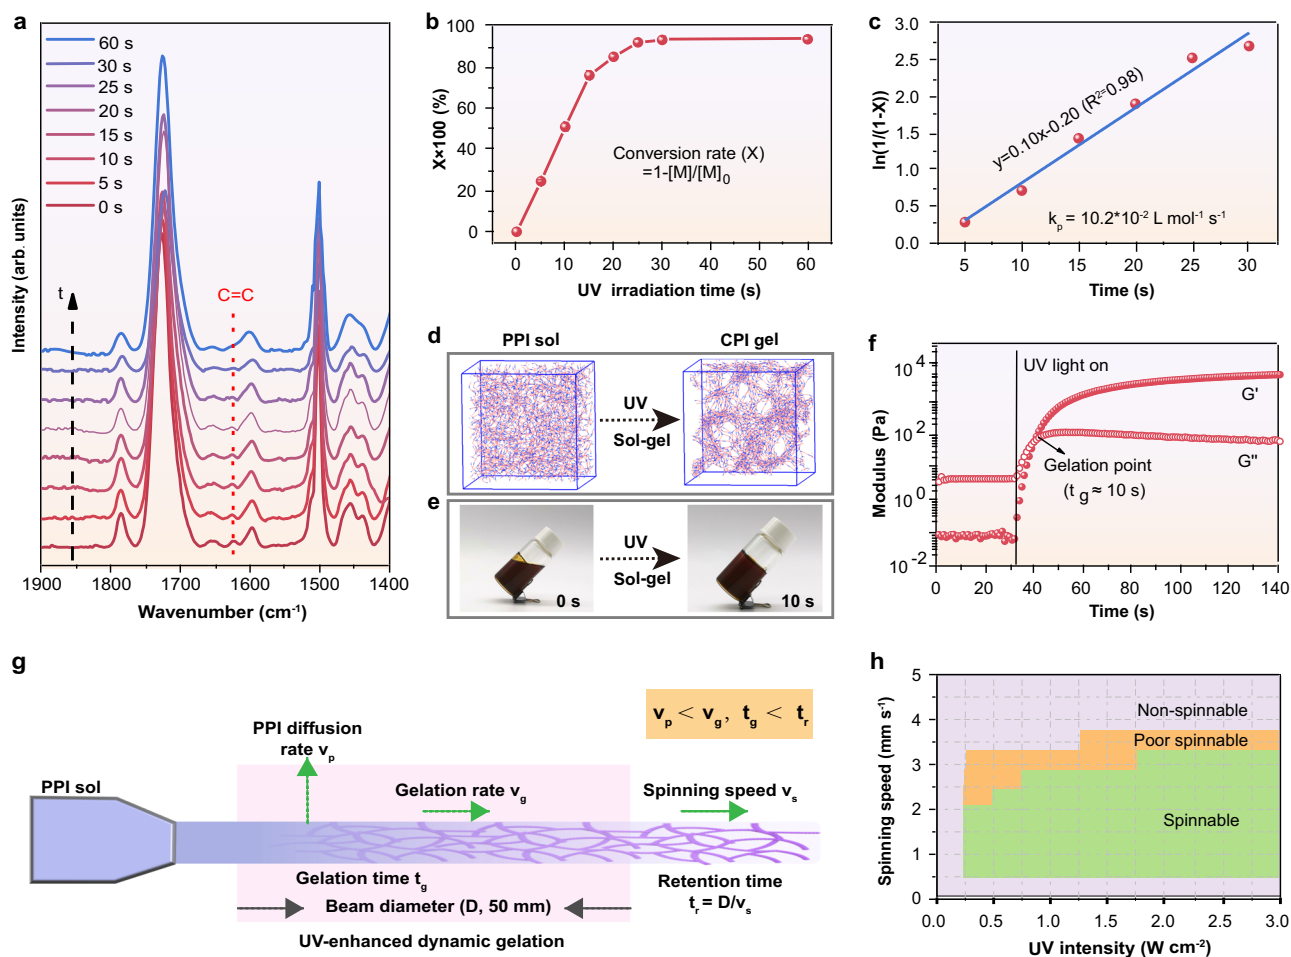 a
60 s
30 s
25 s
20 s
15 s
10 s
5 s
0 s
t
C=C
Intensity (arb. units)
1900 1800 1700 1600 1500 1400
Wavenumber (cm⁻¹)
b
100
80
60
40
20
0
X×100 (%)
Conversion rate (X)
=1-[M]/[M]₀
0 10 20 30 40 50 60
UV irradiation time (s)
c
3.0
2.5
2.0
1.5
1.0
0.5
0.0
ln(1/(1-X))
y=0.10x-0.20 (R²⁼0.98)
kₚ = 10.2*10⁻² L mol⁻¹ s⁻¹
5 10 15 20 25 30
Time (s)
d
PPI sol
CPI gel
UV
Sol-gel
e
UV
Sol-gel
0 s
10 s
f
10⁴
10²
10⁰
10⁻²
Modulus (Pa)
UV light on
G'
G''
Gelation point
(t g ≈ 10 s)
0 20 40 60 80 100 120 140
Time (s)
g
vₚ < v_g, t_g < t_r
PPI diffusion
rate vₚ
PPI sol
Gelation rate v_g
Spinning speed vₛ
Gelation time t_g
Retention time
Beam diameter (D, 50 mm)
t_r = D/vₛ
UV-enhanced dynamic gelation
h
5
4
3
2
1
0
Spinning speed (mm s⁻¹)
Non-spinnable
Poor spinnable
Spinnable
0.0 0.5 1.0 1.5 2.0 2.5 3.0
UV intensity (W cm⁻²)